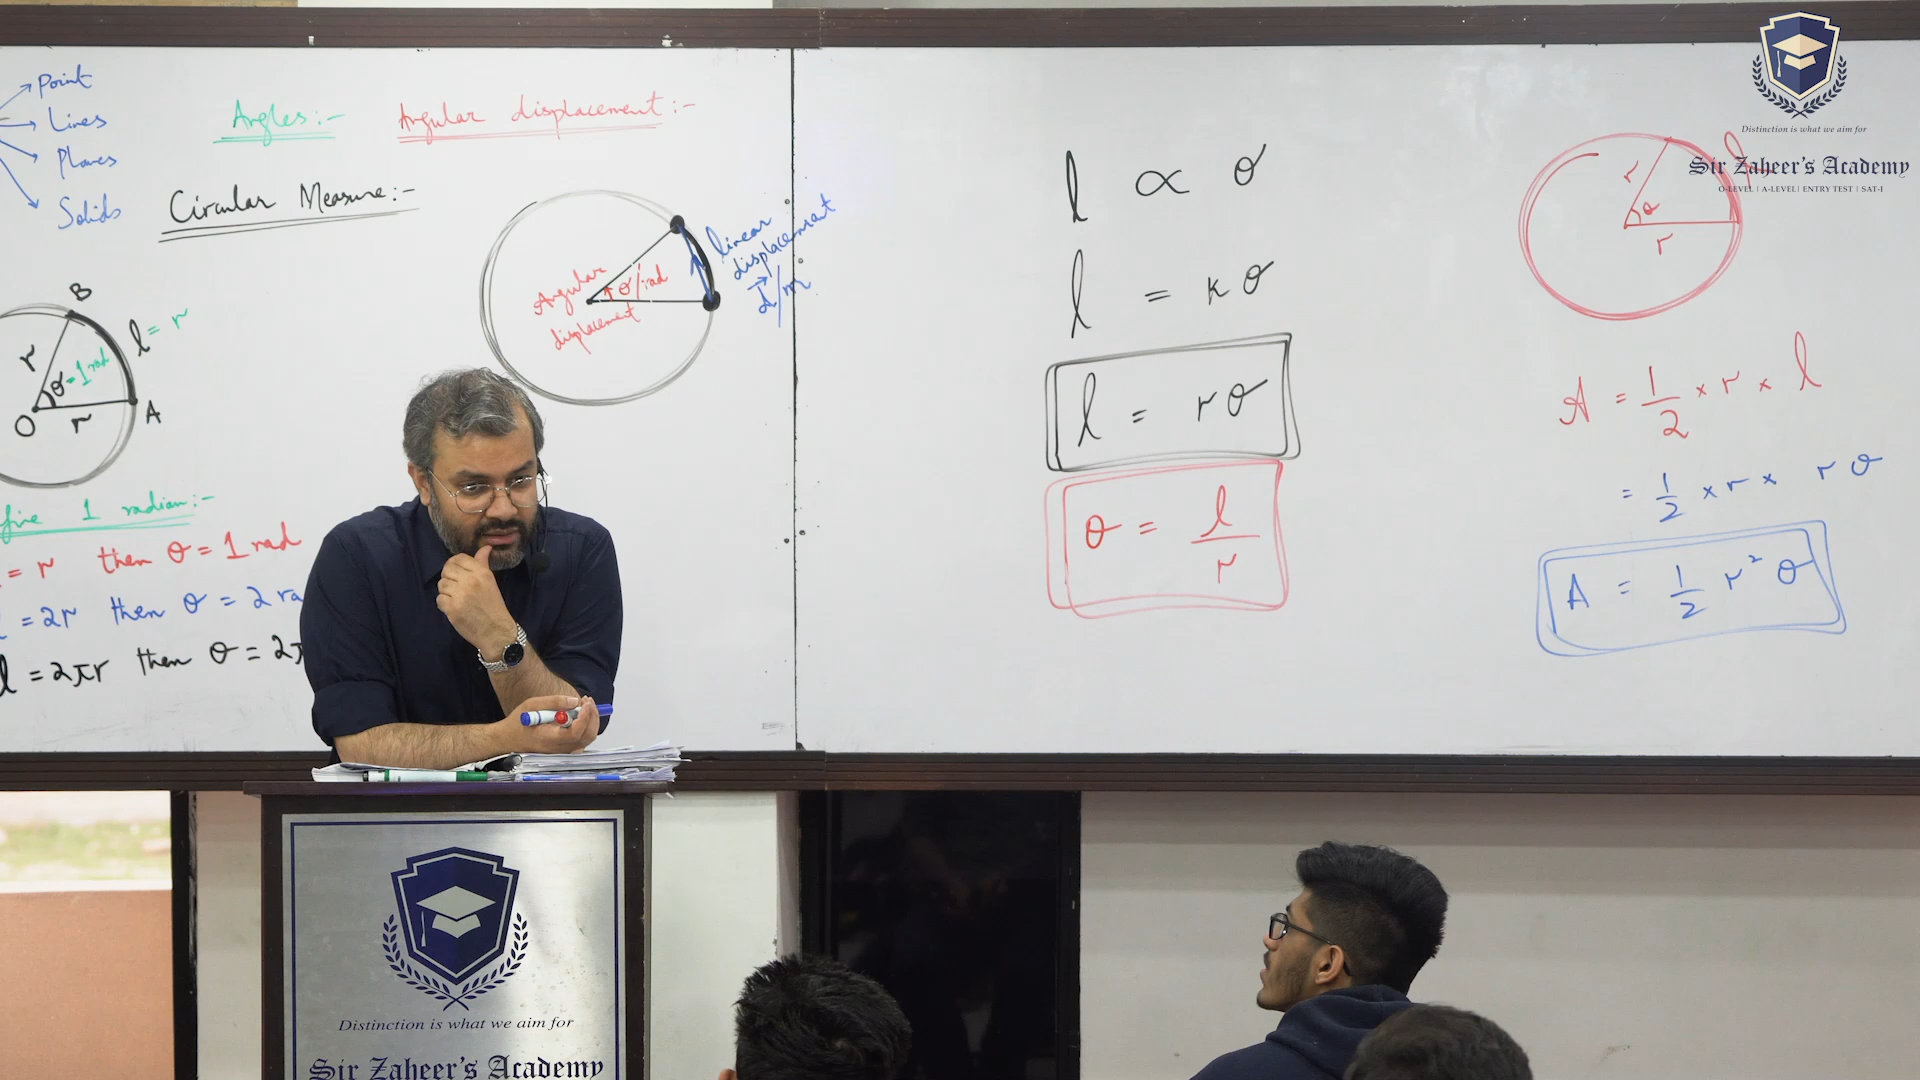 Point
Lines
Planes
Solids
Angles:-
Angular displacement:-
Circular Measure:-
B
l = r
r
θ = 1 rad
O
r
A
Angular
displacement
θ/rad
linear
displacement
d/m
fine 1 radian:-
= r then θ = 1 rad
l = 2r then θ = 2 ra
l = 2πr then θ = 2π
l ∝ θ
l = kθ
l = rθ
θ = l/r
r
θ
r
l
A = 1/2 × r × l
= 1/2 × r × rθ
A = 1/2 r² θ
Distinction is what we aim for
Sir Zaheer's Academy
O-LEVEL | A-LEVEL | ENTRY TEST | SAT-I
Distinction is what we aim for
Sir Zaheer's Academy